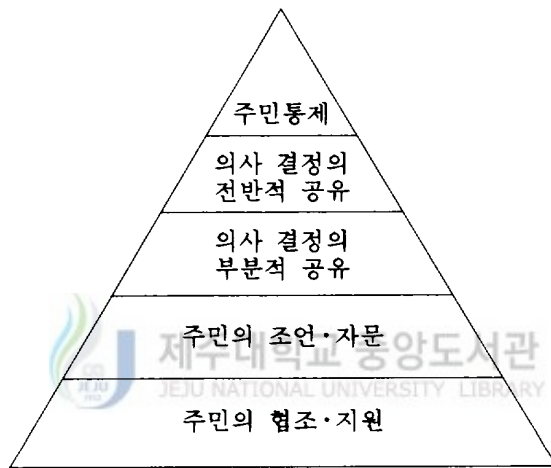 주민통제
의사 결정의
전반적 공유
의사 결정의
부분적 공유
주민의 조언·자문
제주대학교 중앙도서관
JEJU NATIONAL UNIVERSITY LIBRARY
주민의 협조·지원